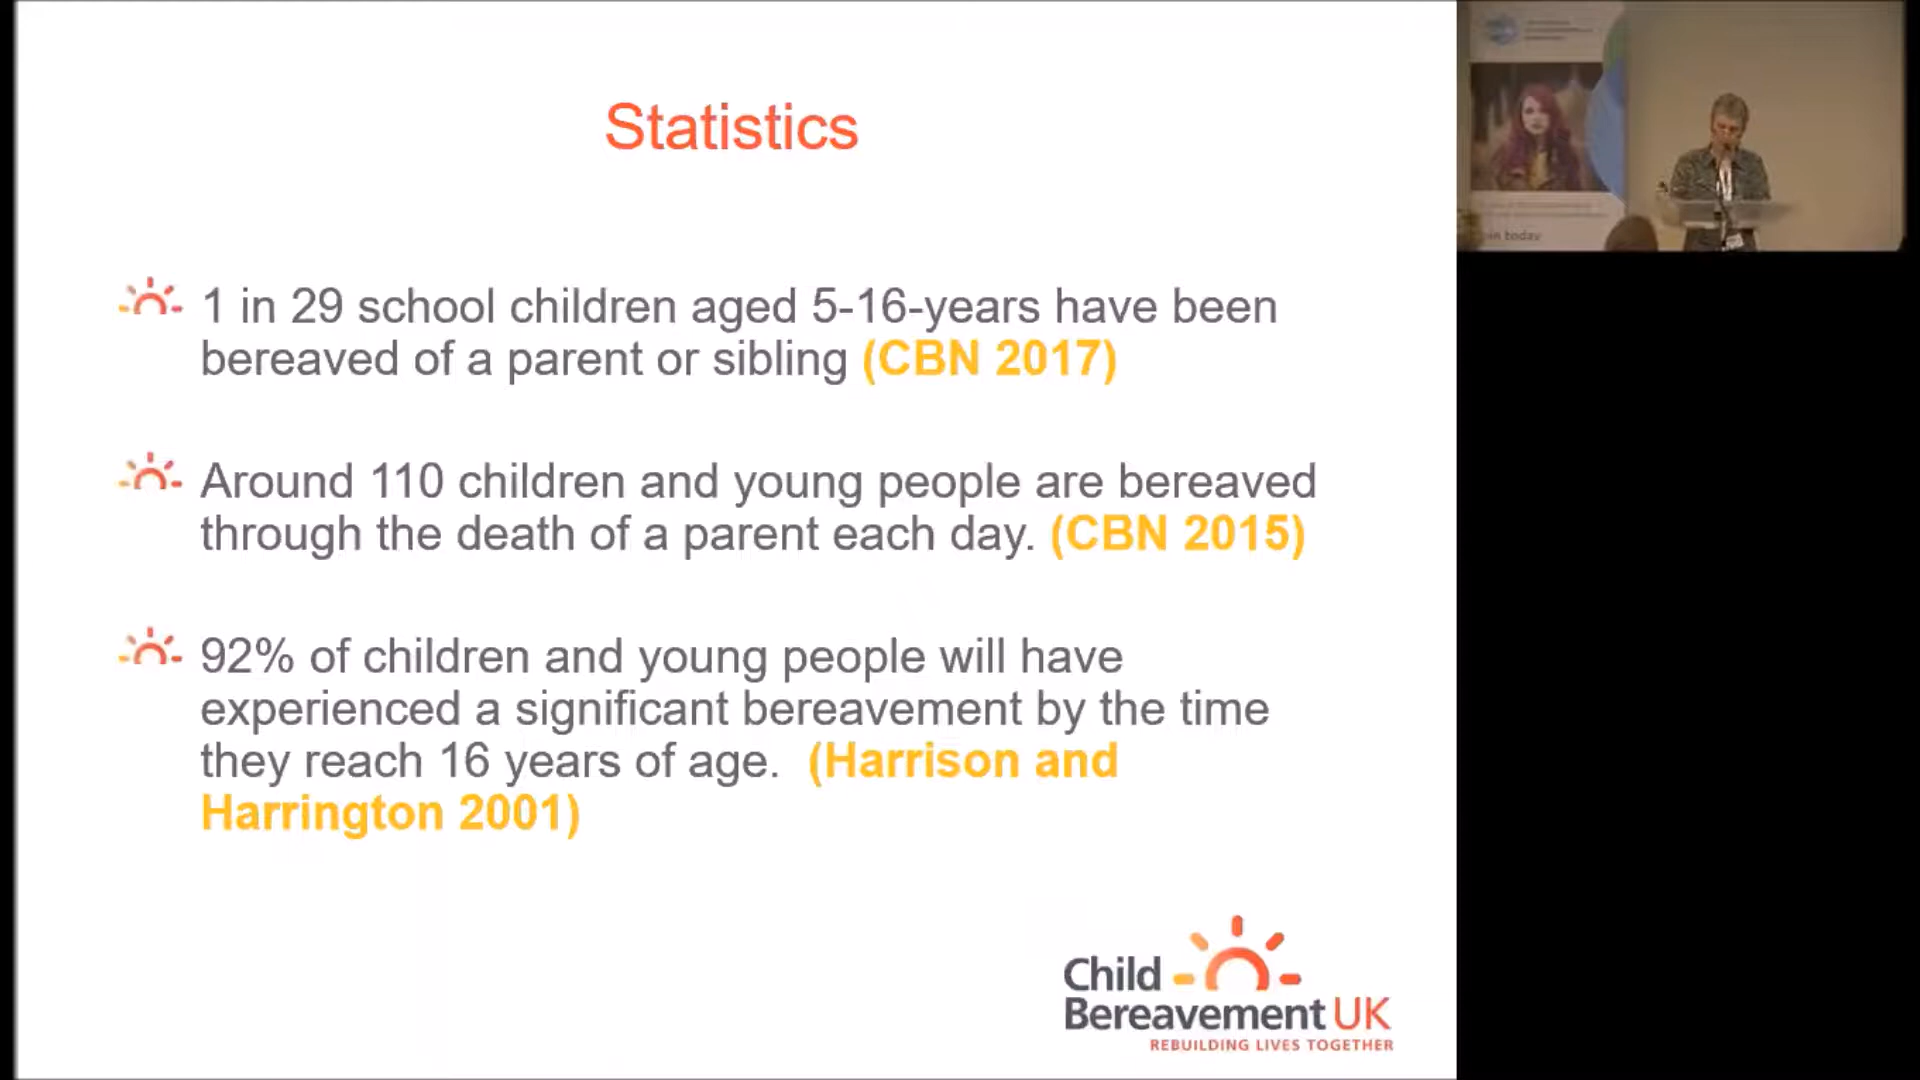 Statistics
1 in 29 school children aged 5-16-years have been
bereaved of a parent or sibling (CBN 2017)
Around 110 children and young people are bereaved
through the death of a parent each day. (CBN 2015)
92% of children and young people will have
experienced a significant bereavement by the time
they reach 16 years of age. (Harrison and
Harrington 2001)
Child
Bereavement UK
REBUILDING LIVES TOGETHER
today